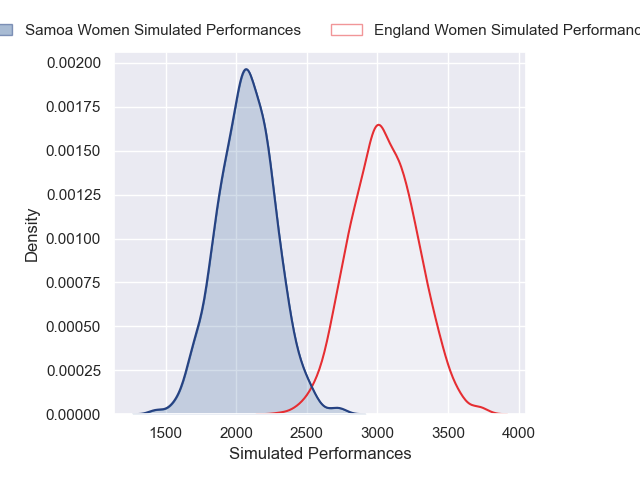 Samoa Women Simulated Performances England Women Simulated Performanc
0.00200
0.00175
0.00150
0.00125
0.00100
0.00075
0.00050
0.00025
0.00000
Density
1500 2000 2500 3000 3500 4000
Simulated Performances